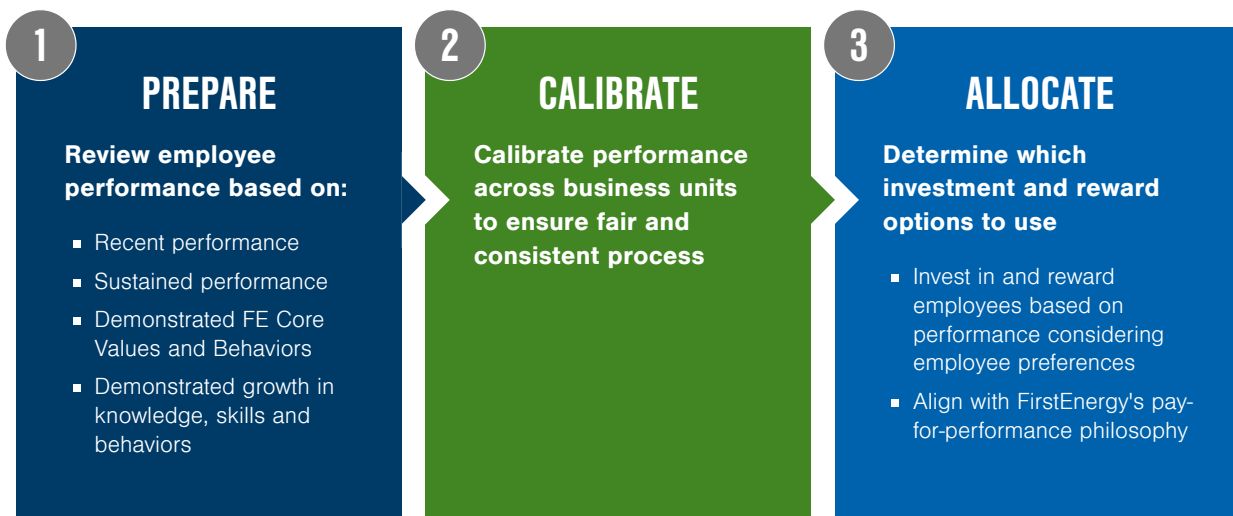 1
PREPARE
Review employee
performance based on:
▪ Recent performance
▪ Sustained performance
▪ Demonstrated FE Core
Values and Behaviors
▪ Demonstrated growth in
knowledge, skills and
behaviors
2
CALIBRATE
Calibrate performance
across business units
to ensure fair and
consistent process
3
ALLOCATE
Determine which
investment and reward
options to use
▪ Invest in and reward
employees based on
performance considering
employee preferences
▪ Align with FirstEnergy's pay-
for-performance philosophy